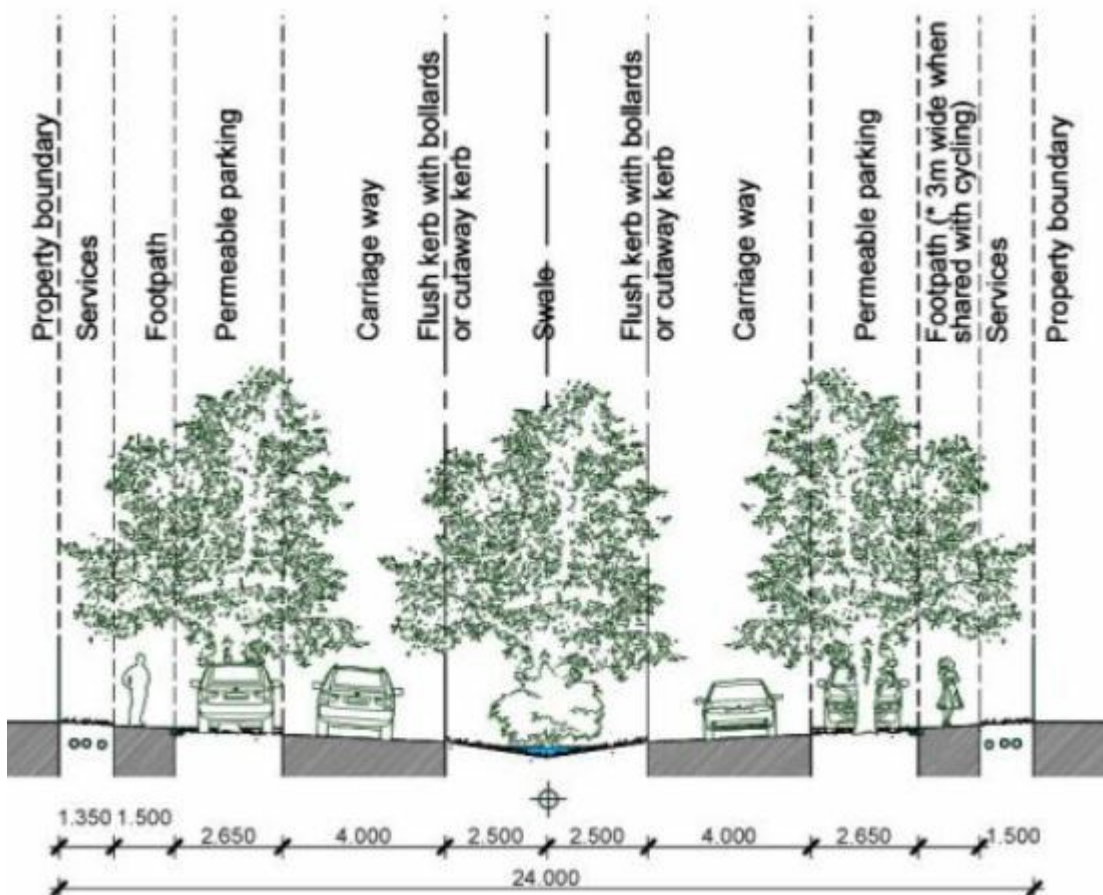 Property boundary
Services
Footpath
Permeable parking
Carriage way
Flush kerb with bollards
or cutaway kerb
Swale
Flush kerb with bollards
or cutaway kerb
Carriage way
Permeable parking
Footpath (* 3m wide when
shared with cycling)
Services
Property boundary
1.350 1.500
2.650
4.000
2.500
2.500
4.000
2.650
1.500
24.000